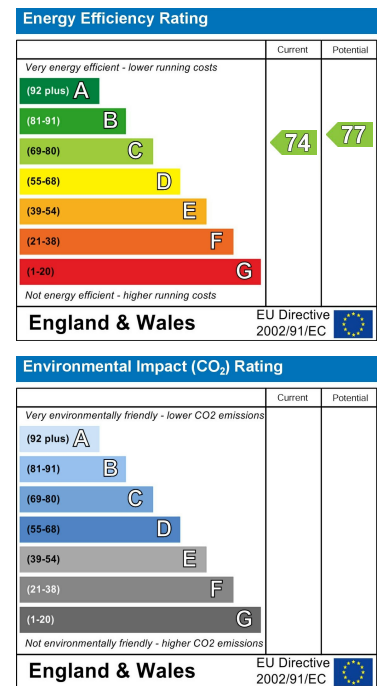 Energy Efficiency Rating
Current Potential
Very energy efficient - lower running costs
(92 plus) A
(81-91) B
(69-80) C
74 77
(55-68) D
(39-54) E
(21-38) F
(1-20) G
Not energy efficient - higher running costs
England & Wales
EU Directive
2002/91/EC
Environmental Impact (CO₂) Rating
Current Potential
Very environmentally friendly - lower CO2 emissions
(92 plus) A
(81-91) B
(69-80) C
(55-68) D
(39-54) E
(21-38) F
(1-20) G
Not environmentally friendly - higher CO2 emissions
England & Wales
EU Directive
2002/91/EC